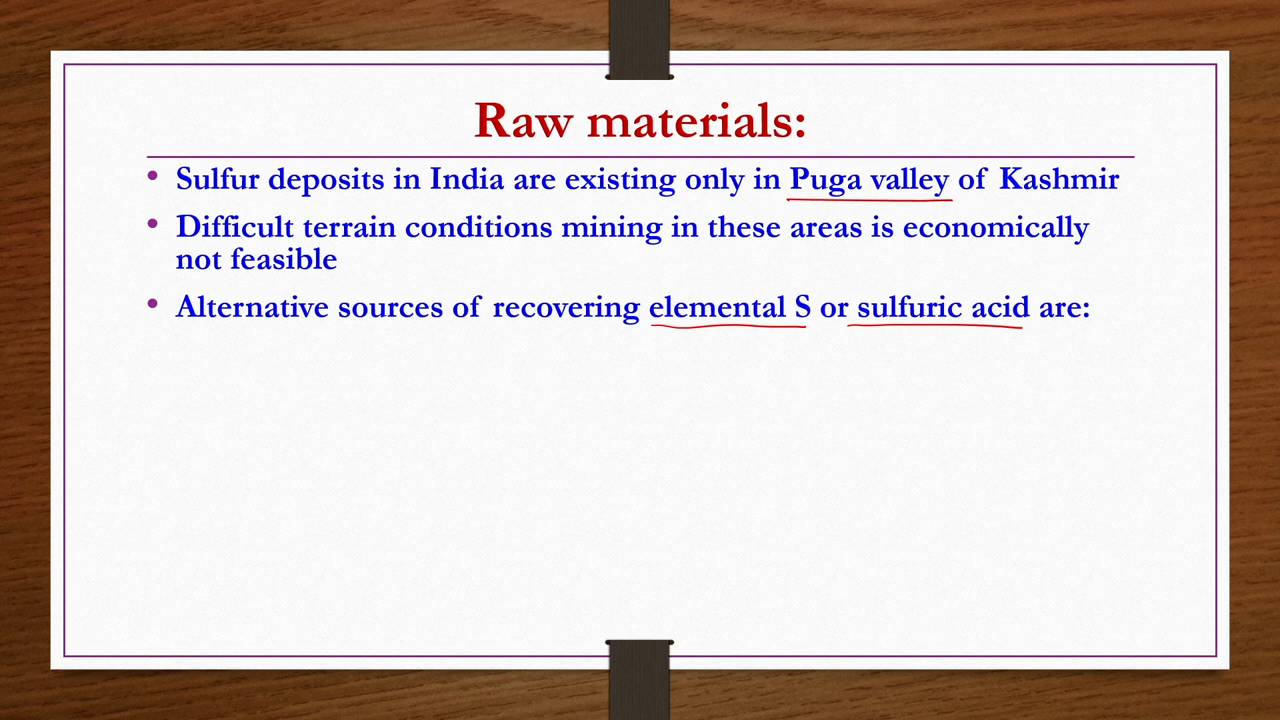 Raw materials:
• Sulfur deposits in India are existing only in Puga valley of Kashmir
• Difficult terrain conditions mining in these areas is economically
not feasible
• Alternative sources of recovering elemental S or sulfuric acid are: